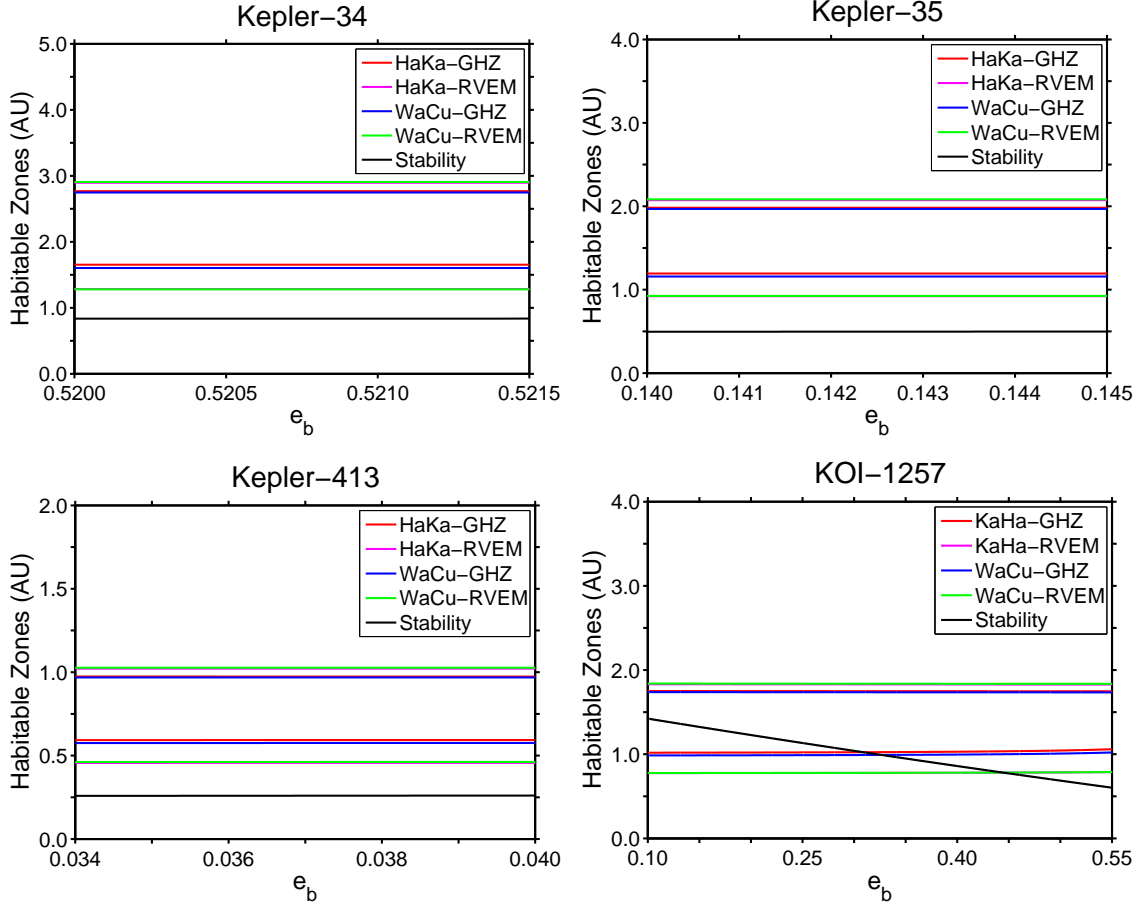 Kepler−34
Habitable Zones (AU)
5.0
4.0
3.0
2.0
1.0
0.0
HaKa−GHZ
HaKa−RVEM
WaCu−GHZ
WaCu−RVEM
Stability
0.5200
0.5205
0.5210
0.5215
e_b
Kepler−35
Habitable Zones (AU)
4.0
3.0
2.0
1.0
0.0
HaKa−GHZ
HaKa−RVEM
WaCu−GHZ
WaCu−RVEM
Stability
0.140
0.141
0.142
0.143
0.144
0.145
e_b
Kepler−413
Habitable Zones (AU)
2.0
1.5
1.0
0.5
0.0
HaKa−GHZ
HaKa−RVEM
WaCu−GHZ
WaCu−RVEM
Stability
0.034
0.036
0.038
0.040
e_b
KOI−1257
Habitable Zones (AU)
4.0
3.0
2.0
1.0
0.0
KaHa−GHZ
KaHa−RVEM
WaCu−GHZ
WaCu−RVEM
Stability
0.10
0.25
0.40
0.55
e_b